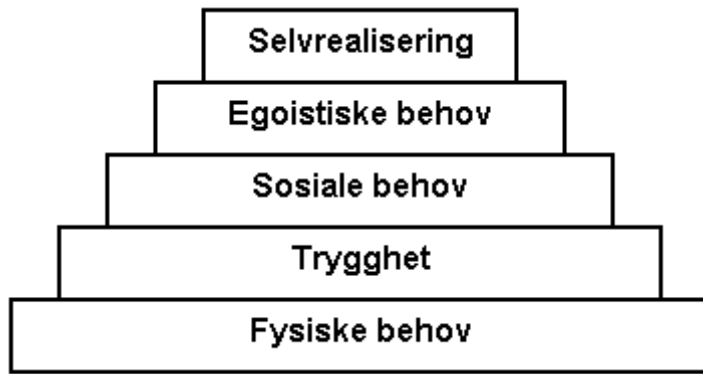 Selvrealisering
Egoistiske behov
Sosiale behov
Trygghet
Fysiske behov